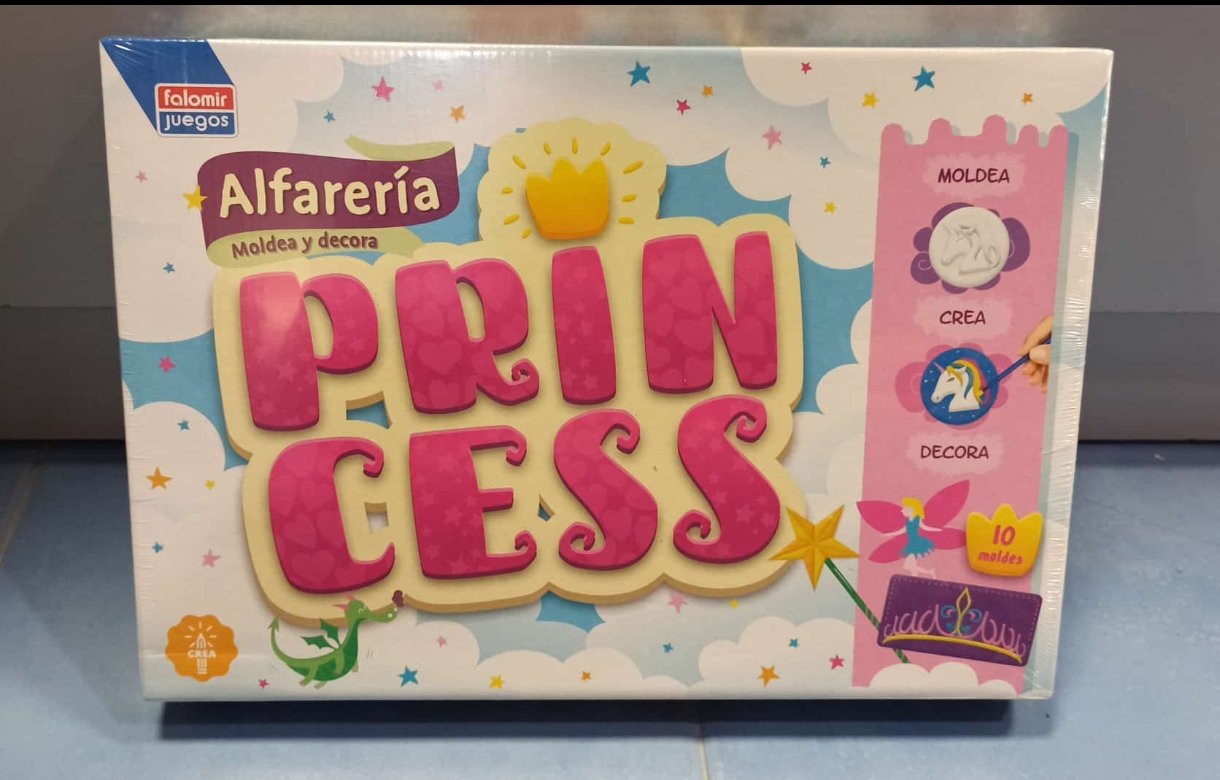 falomir
juegos
Alfarería
Moldea y decora
PRIN
CESS
MOLDEA
CREA
DECORA
10
moldes
CREA